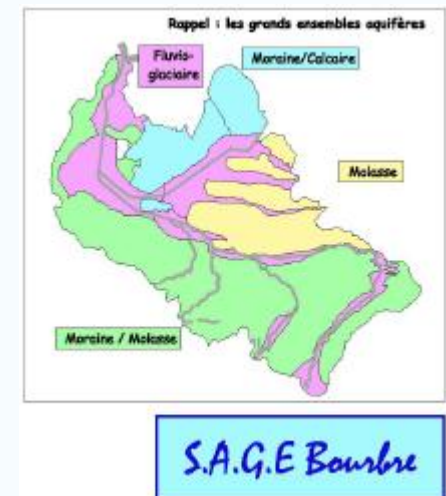 Rappel : les grands ensembles aquifères
Fluvio-
glaciaire
Moraine/Calcaire
Molasse
Moraine / Molasse
S.A.G.E Bourbre